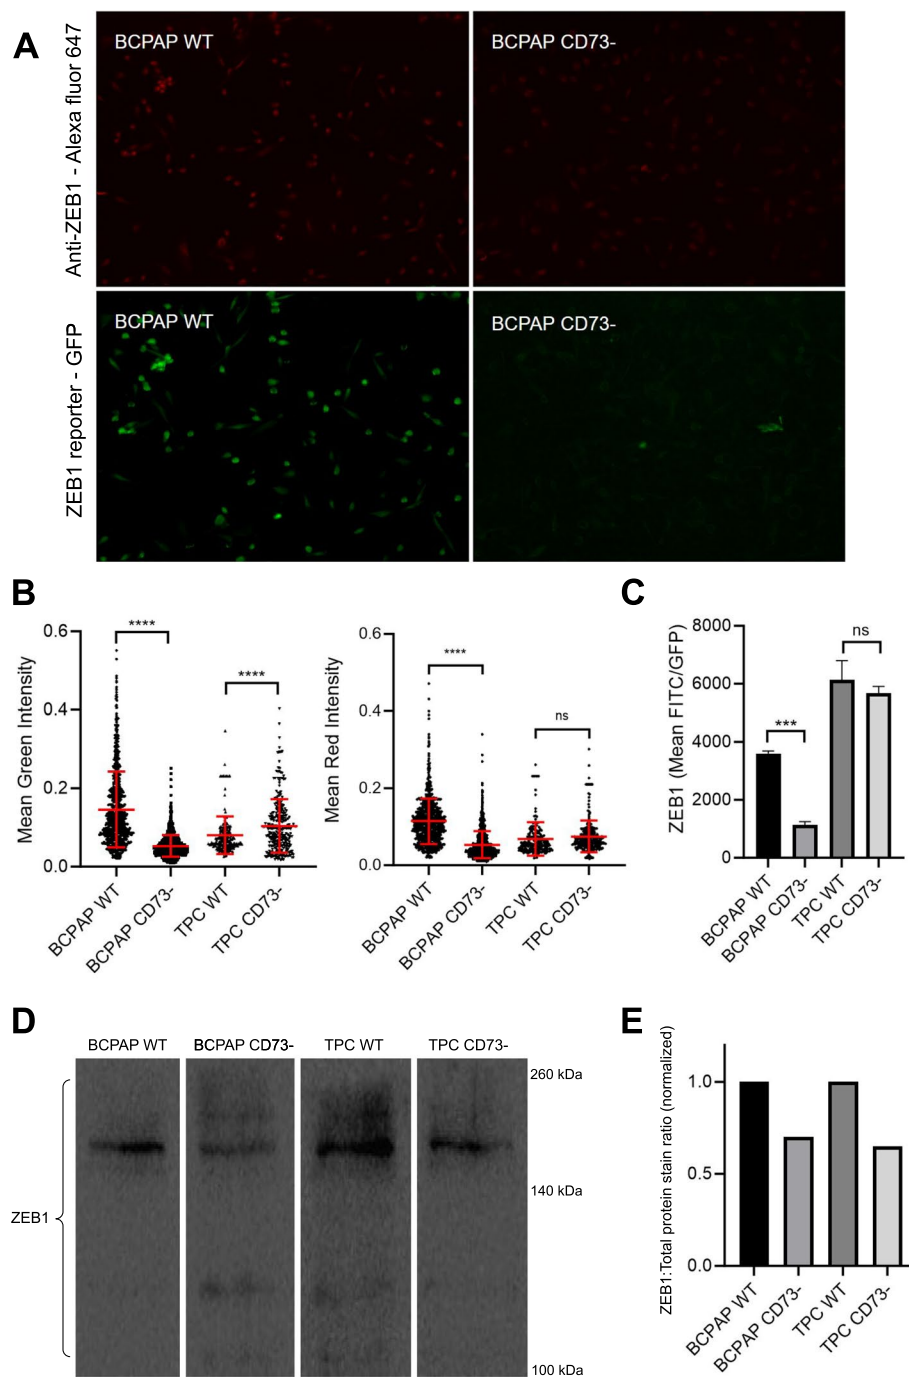 A
Anti-ZEB1 - Alexa fluor 647
BCPAP WT
BCPAP CD73-
ZEB1 reporter - GFP
BCPAP WT
BCPAP CD73-
B
Mean Green Intensity
0.6
0.4
0.2
0.0
****
****
BCPAP WT
BCPAP CD73-
TPC WT
TPC CD73-
Mean Red Intensity
0.6
0.4
0.2
0.0
****
ns
BCPAP WT
BCPAP CD73-
TPC WT
TPC CD73-
C
ZEB1 (Mean FITC/GFP)
8000
6000
4000
2000
0
***
ns
BCPAP WT
BCPAP CD73-
TPC WT
TPC CD73-
D
BCPAP WT
BCPAP CD73-
TPC WT
TPC CD73-
ZEB1
260 kDa
140 kDa
100 kDa
E
ZEB1:Total protein stain ratio (normalized)
1.0
0.5
0.0
BCPAP WT
BCPAP CD73-
TPC WT
TPC CD73-